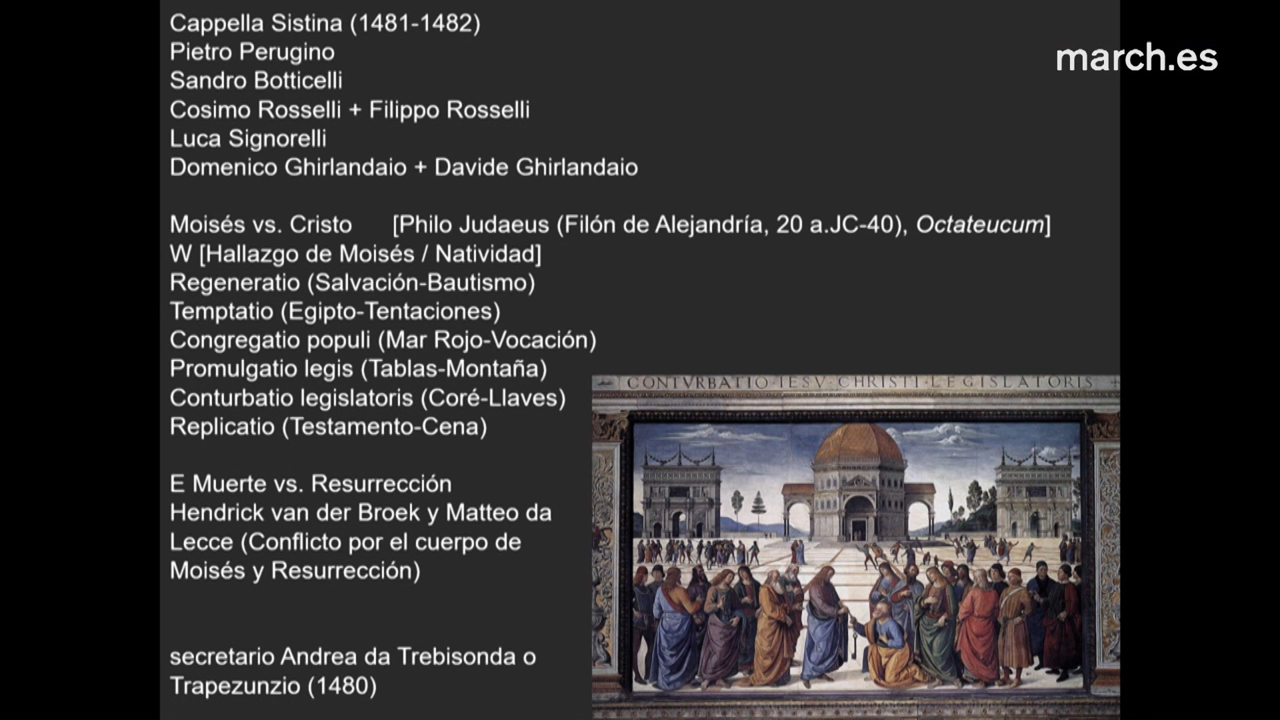 Cappella Sistina (1481-1482)
Pietro Perugino
Sandro Botticelli
Cosimo Rosselli + Filippo Rosselli
Luca Signorelli
Domenico Ghirlandaio + Davide Ghirlandaio
march.es
Moisés vs. Cristo [Philo Judaeus (Filón de Alejandría, 20 a.JC-40), Octateucum]
W [Hallazgo de Moisés / Natividad]
Regeneratio (Salvación-Bautismo)
Temptatio (Egipto-Tentaciones)
Congregatio populi (Mar Rojo-Vocación)
Promulgatio legis (Tablas-Montaña)
Conturbatio legislatoris (Coré-Llaves)
Replicatio (Testamento-Cena)
E Muerte vs. Resurrección
Hendrick van der Broek y Matteo da
Lecce (Conflicto por el cuerpo de
Moisés y Resurrección)
secretario Andrea da Trebisonda o
Trapezunzio (1480)
CONTVRBATIO IESV CHRISTI LEGISLATORIS